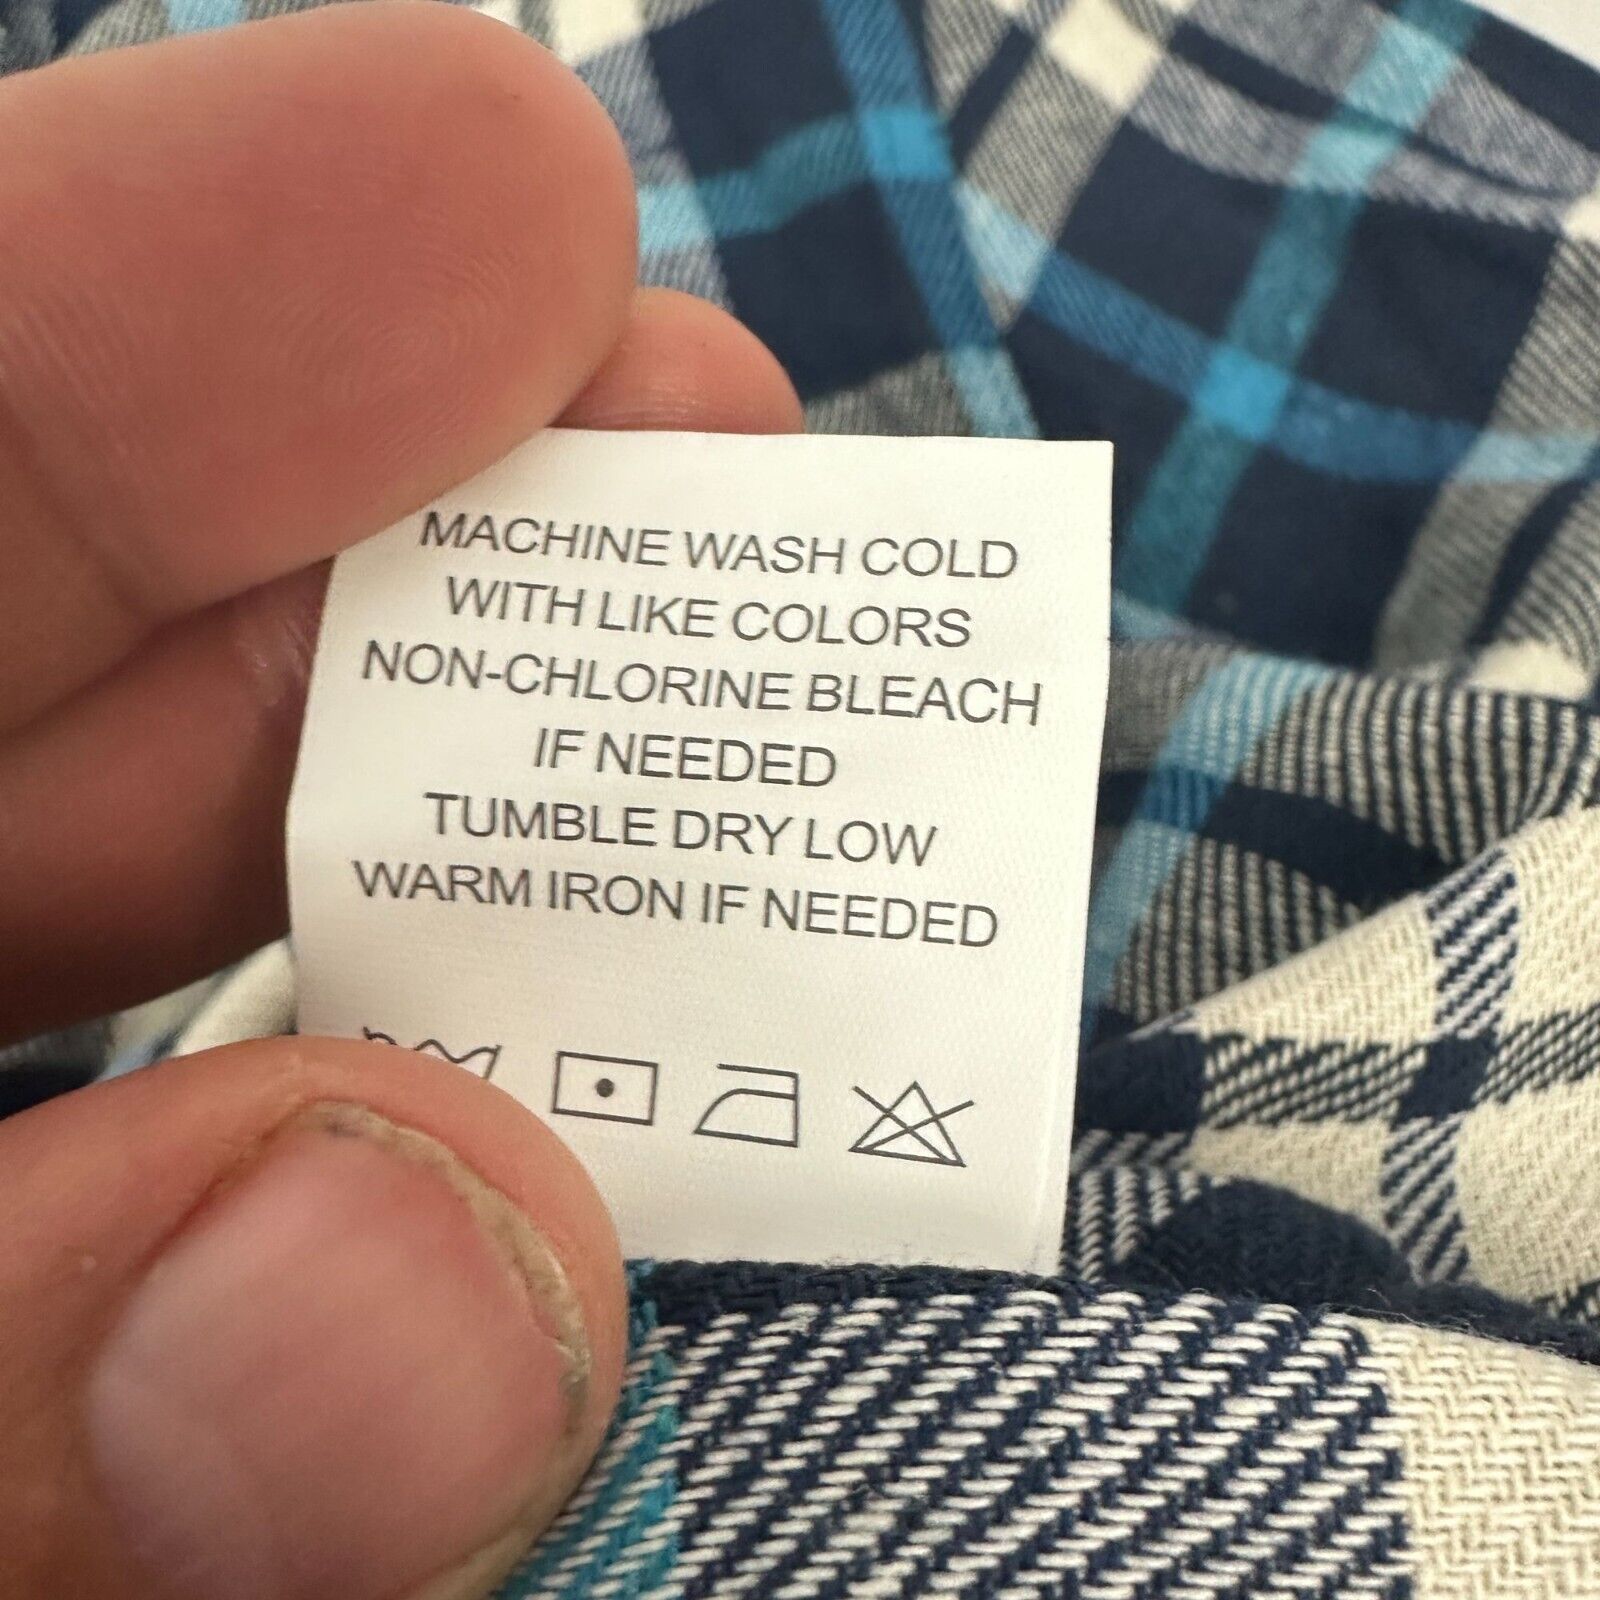 MACHINE WASH COLD
WITH LIKE COLORS
NON-CHLORINE BLEACH
IF NEEDED
TUMBLE DRY LOW
WARM IRON IF NEEDED